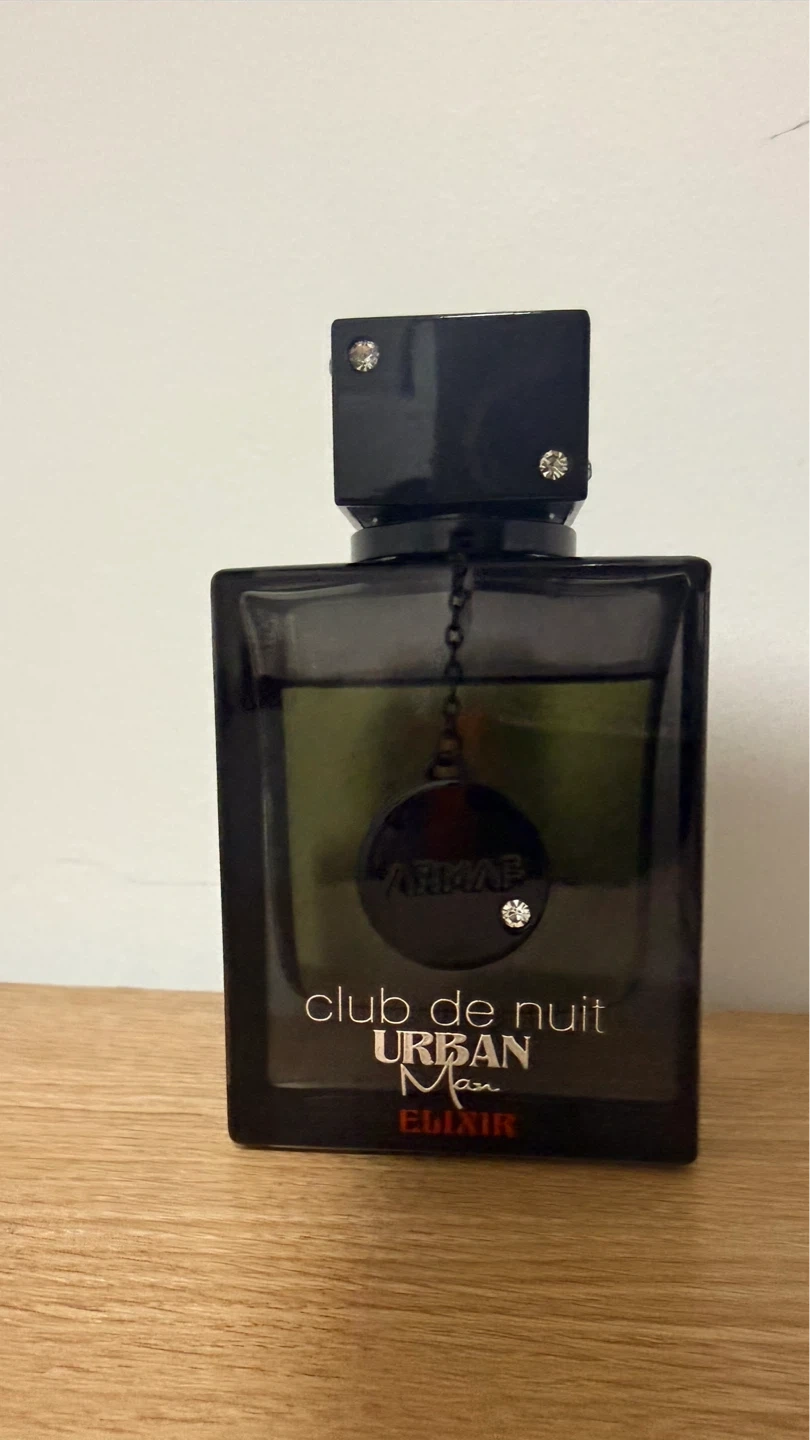 ARMAF
club de nuit
URBAN
Man
ELIXIR